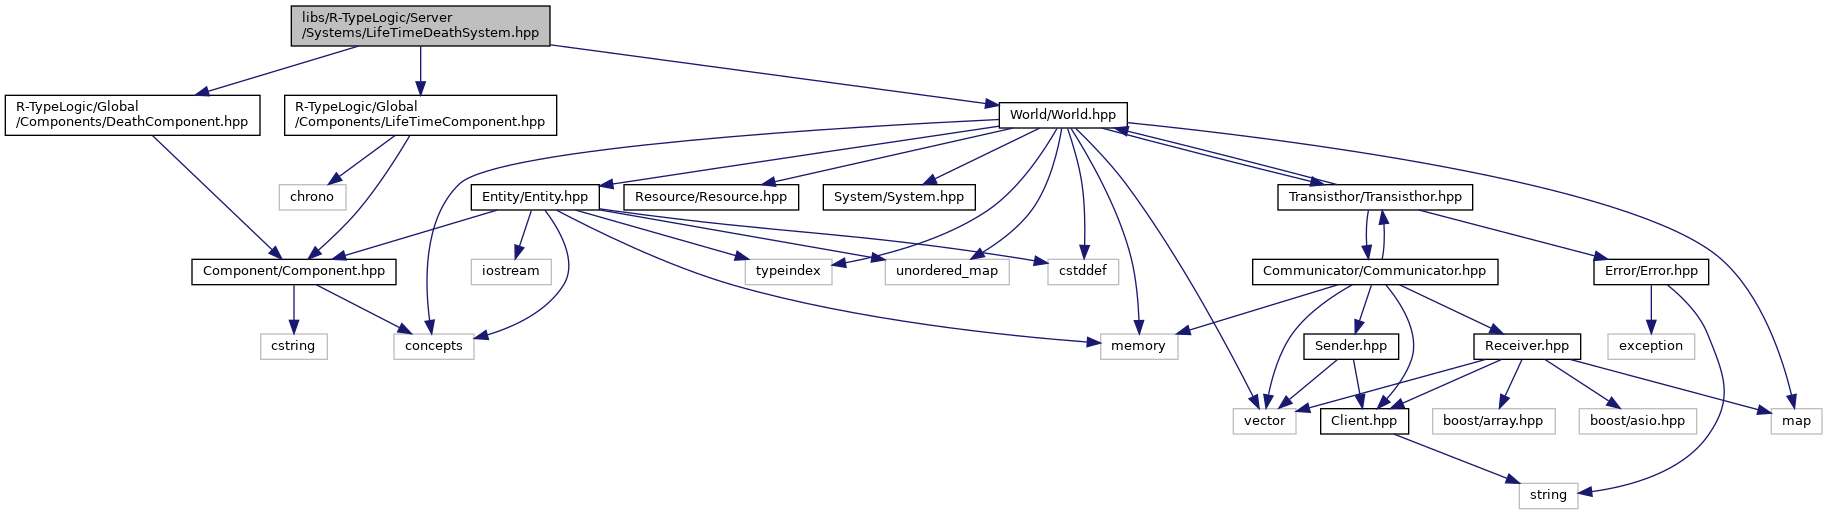 libs/R-TypeLogic/Server
/Systems/LifeTimeDeathSystem.hpp
R-TypeLogic/Global
/Components/DeathComponent.hpp
R-TypeLogic/Global
/Components/LifeTimeComponent.hpp
World/World.hpp
chrono
Entity/Entity.hpp
Resource/Resource.hpp
System/System.hpp
Transisthor/Transisthor.hpp
Component/Component.hpp
iostream
typeindex
unordered_map
cstddef
Communicator/Communicator.hpp
Error/Error.hpp
cstring
concepts
memory
Sender.hpp
Receiver.hpp
exception
vector
Client.hpp
boost/array.hpp
boost/asio.hpp
map
string